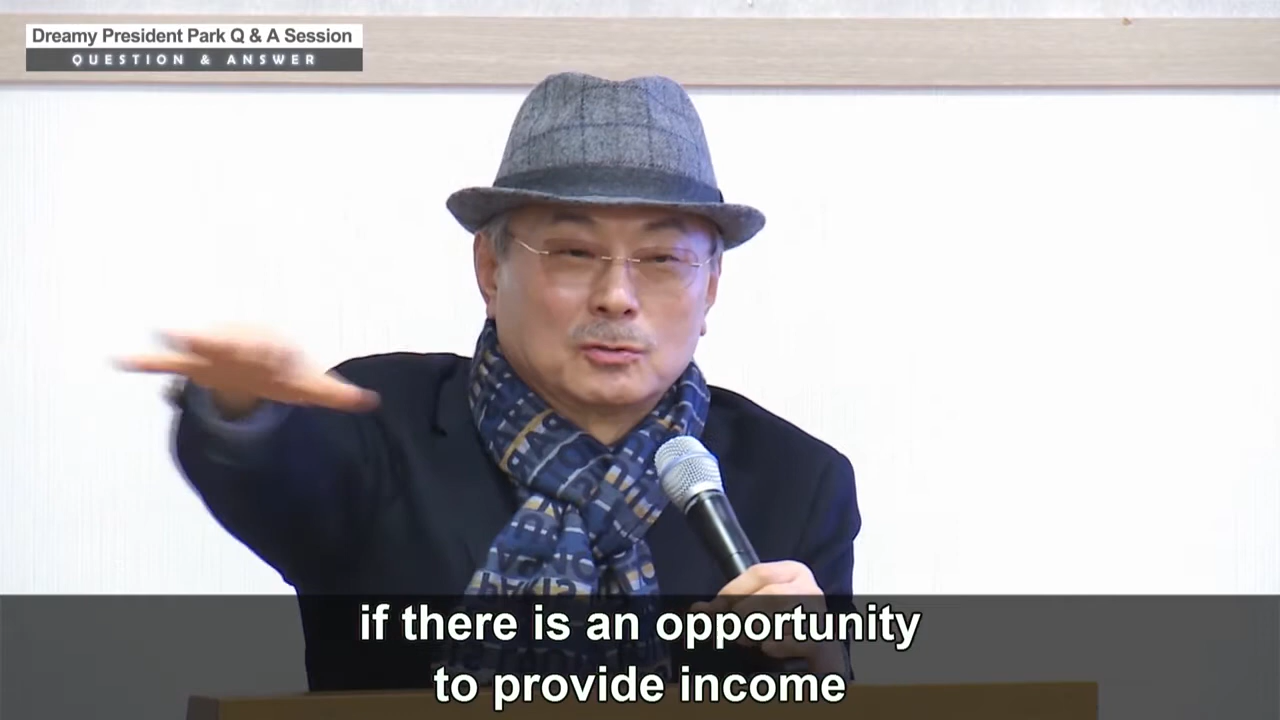 Dreamy President Park Q & A Session
QUESTION & ANSWER
if there is an opportunity
to provide income